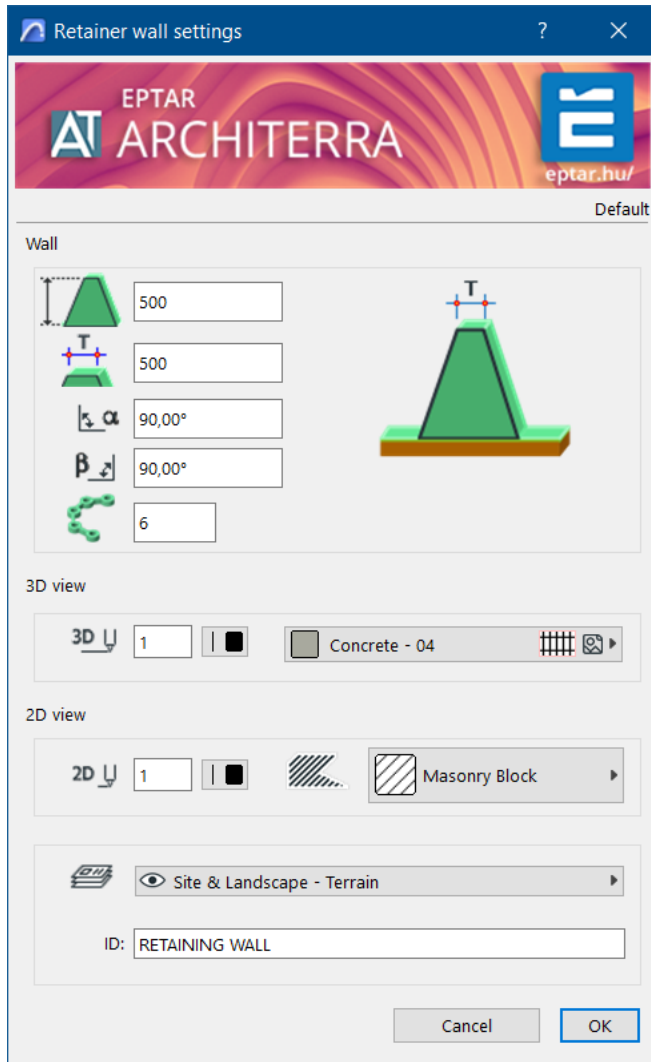 Retainer wall settings ? ×
EPTAR
AT ARCHITERRA
eptar.hu/
Default
Wall
500
T
500
α 90,00°
β 90,00°
6
T
3D view
3D 1 Concrete - 04
2D view
2D 1 Masonry Block
Site & Landscape - Terrain
ID: RETAINING WALL
Cancel OK